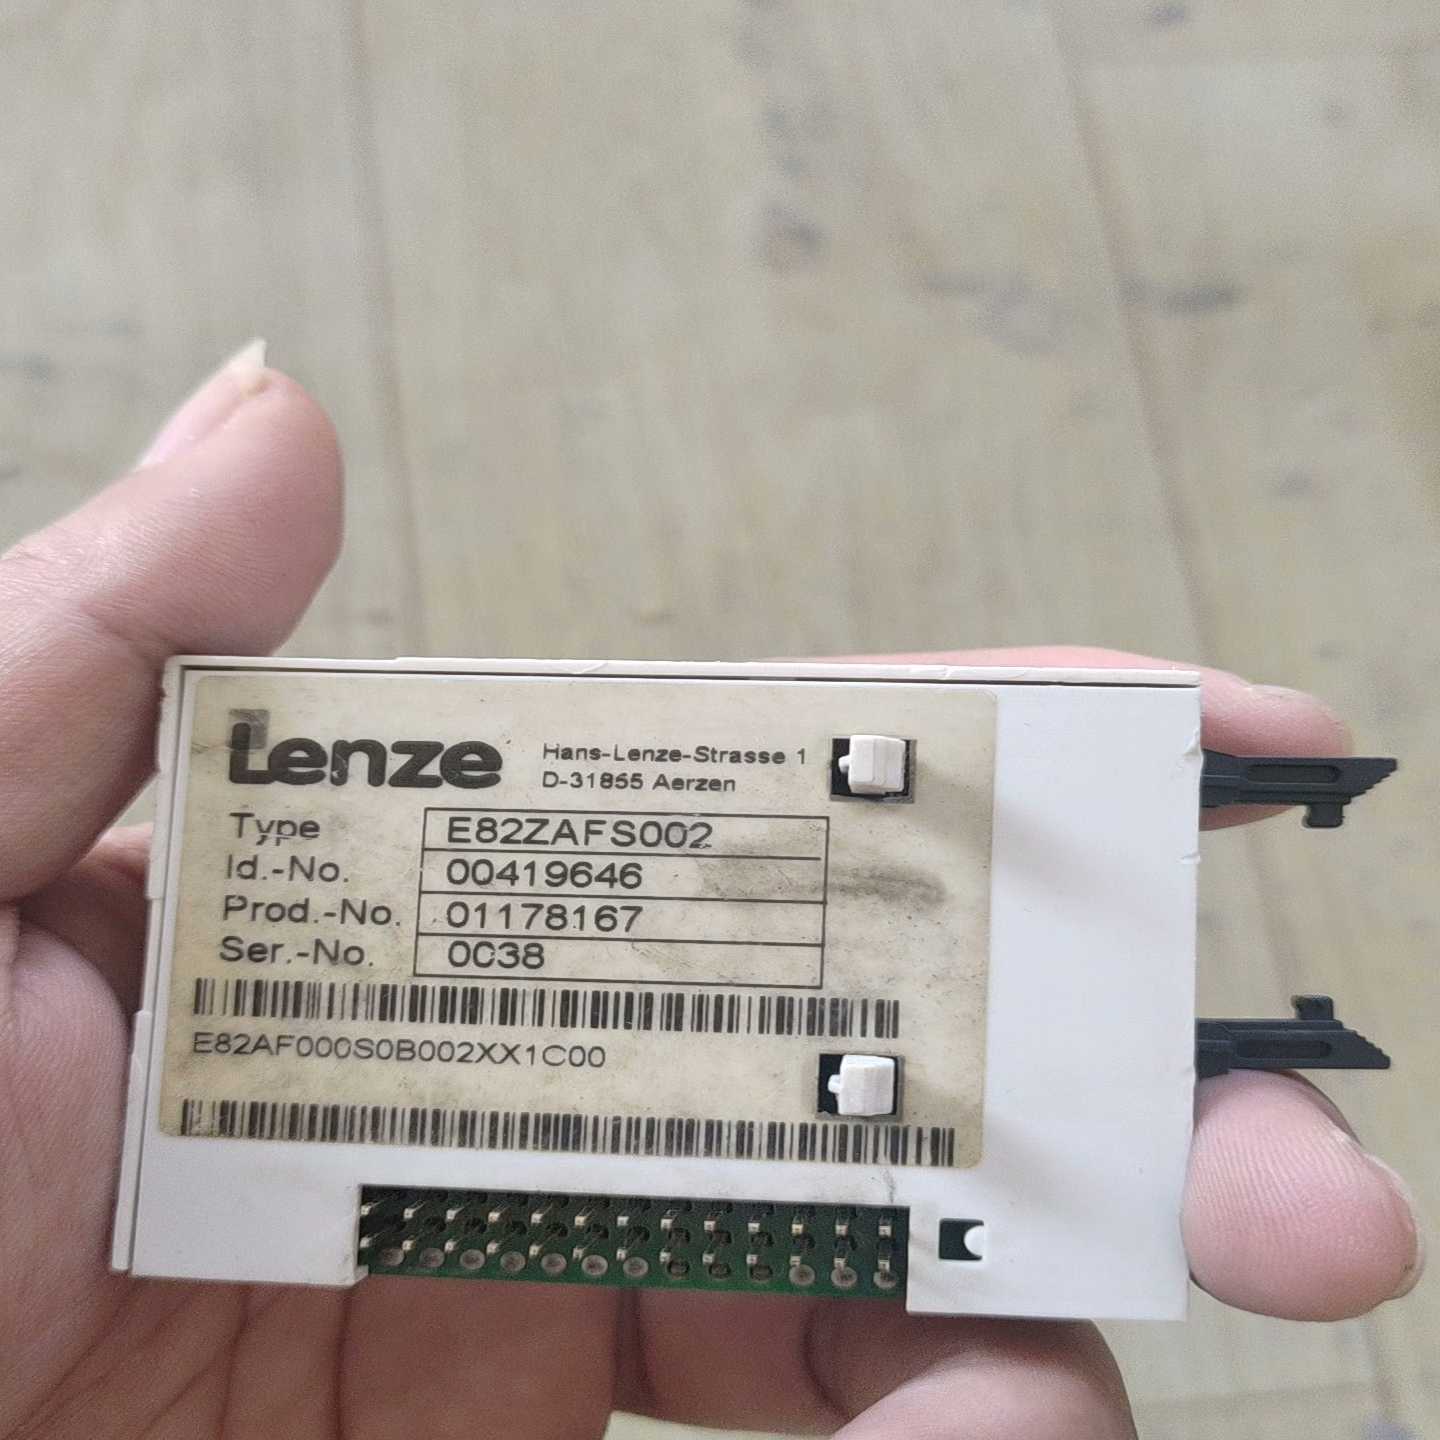 Lenze
Hans-Lenze-Strasse 1
D-31855 Aerzen
Type E82ZAFS002
Id.-No. 00419646
Prod.-No. 01178167
Ser.-No. 0038
E82AF000S0B002XX1C00